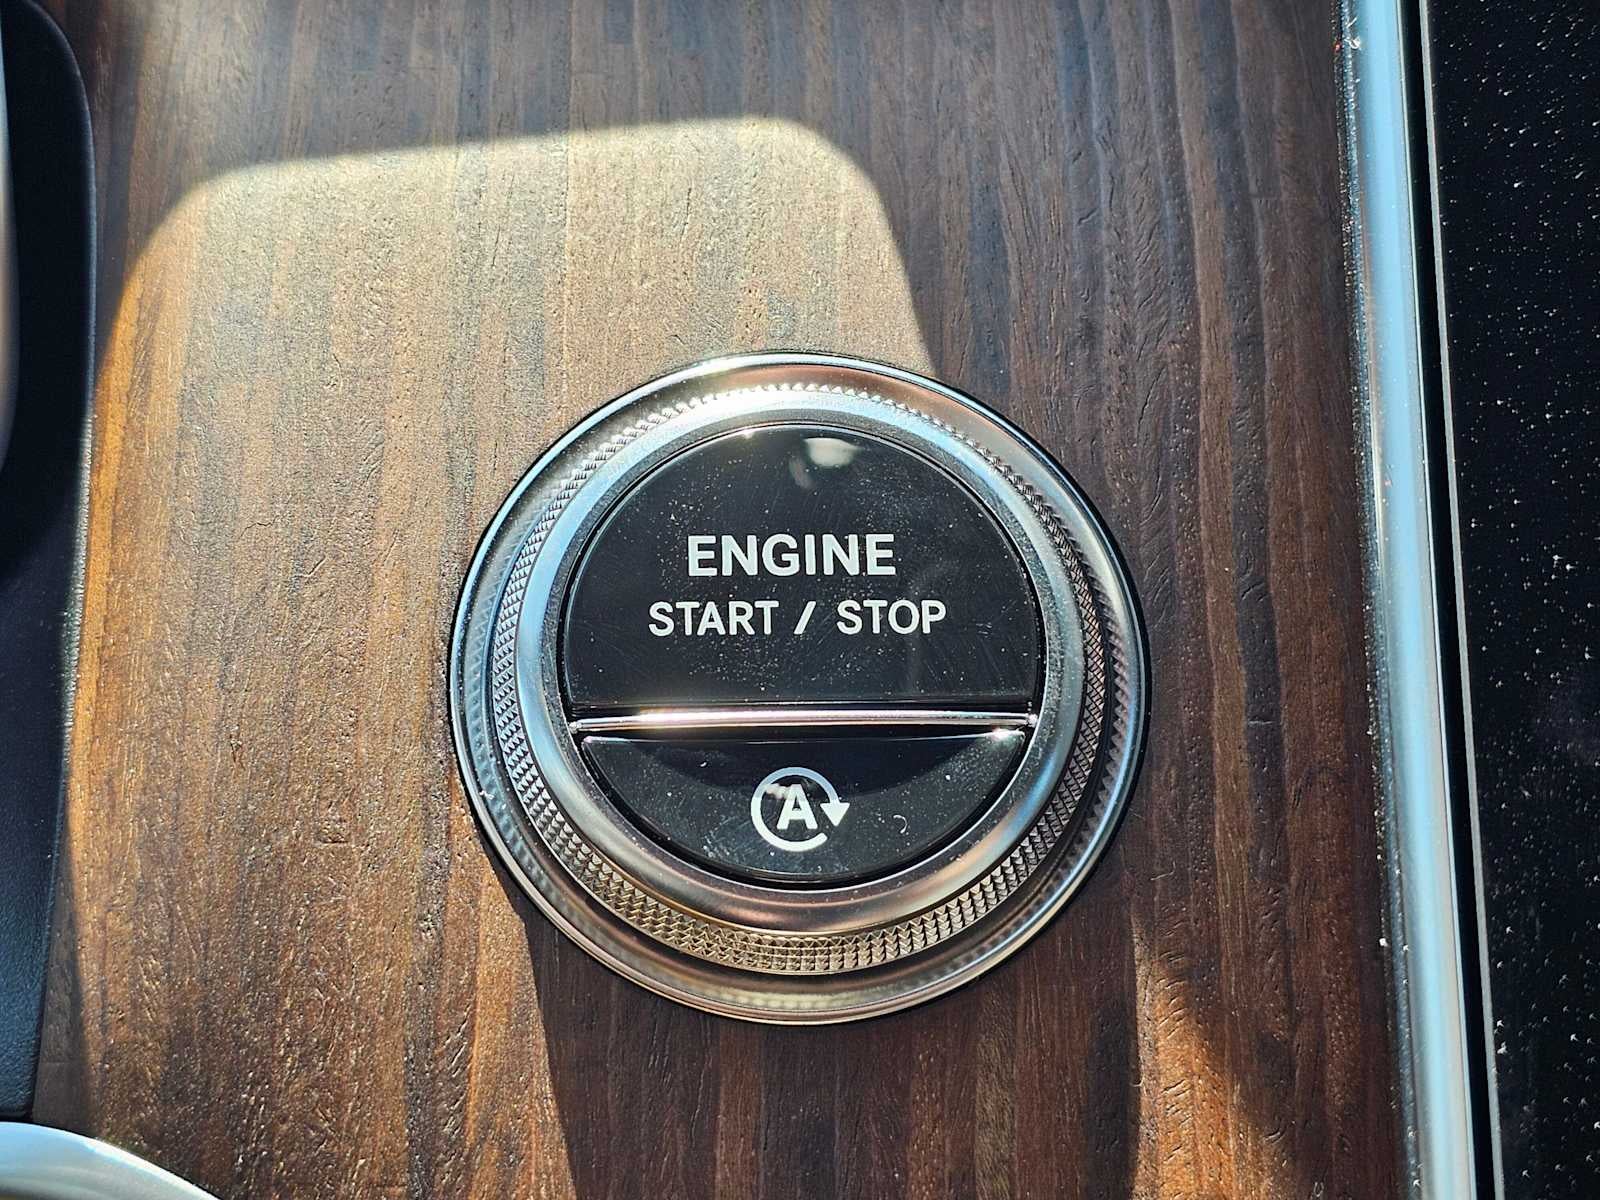 ENGINE
START / STOP
A